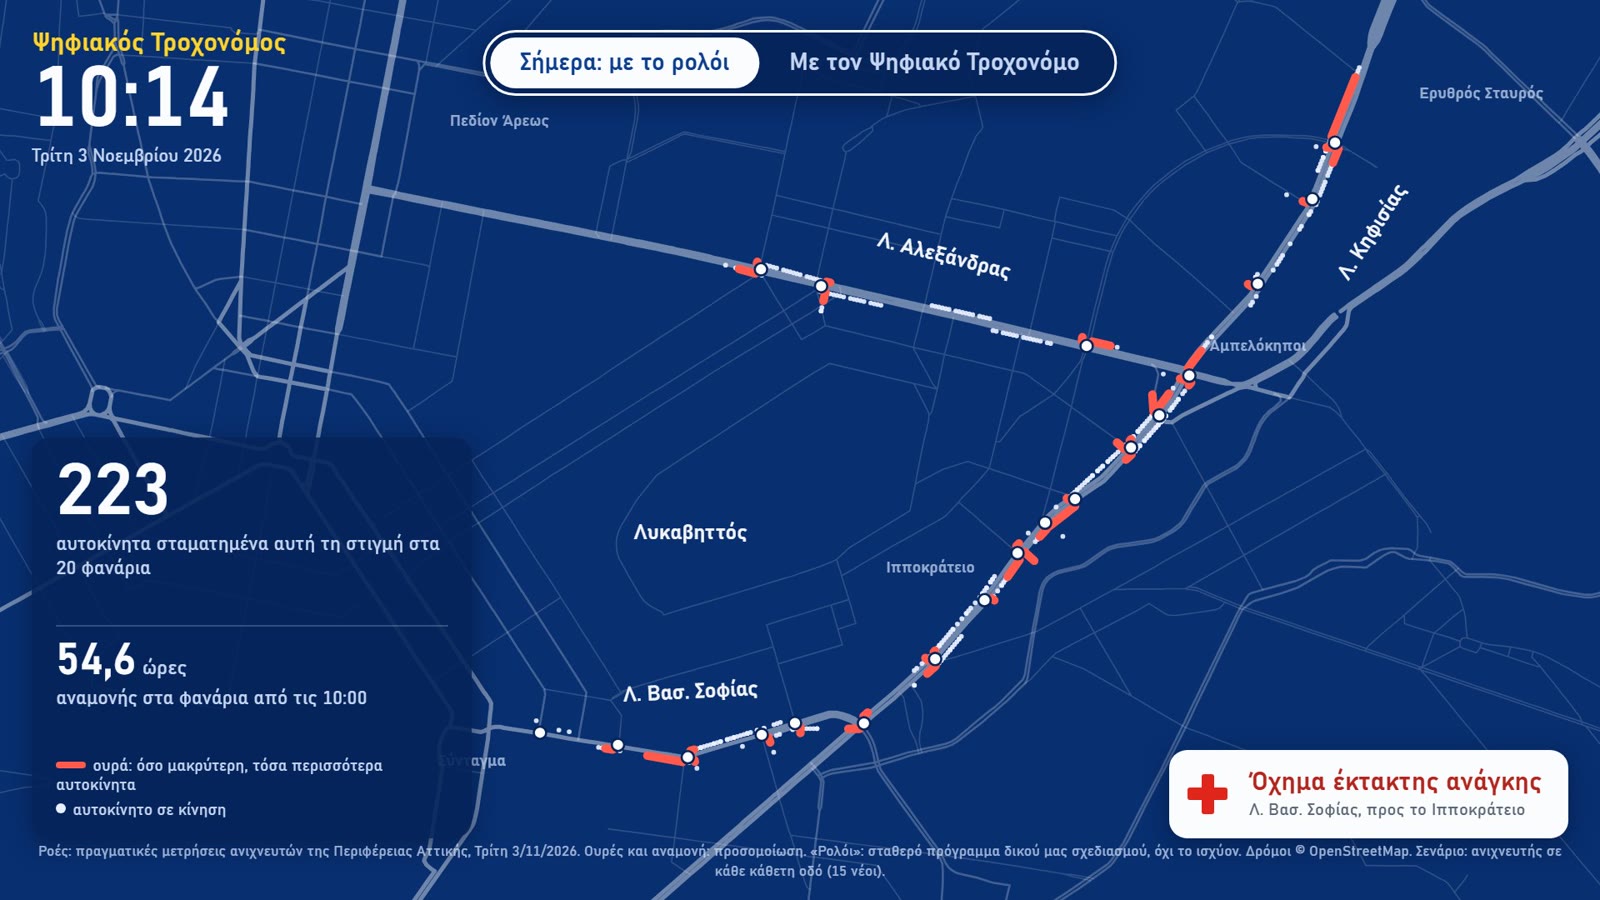 Ψηφιακός Τροχονόμος
10:14
Τρίτη 3 Νοεμβρίου 2026
Σήμερα: με το ρολόι
Με τον Ψηφιακό Τροχονόμο
Πεδίον Άρεως
Ερυθρός Σταυρός
Λ. Αλεξάνδρας
Λ. Κηφισίας
Αμπελόκηποι
Λυκαβηττός
Ιπποκράτειο
Λ. Βασ. Σοφίας
Σύνταγμα
223
αυτοκίνητα σταματημένα αυτή τη στιγμή στα
20 φανάρια
54,6 ώρες
αναμονής στα φανάρια από τις 10:00
ουρά: όσο μακρύτερη, τόσα περισσότερα
αυτοκίνητα
αυτοκίνητο σε κίνηση
Όχημα έκτακτης ανάγκης
Λ. Βασ. Σοφίας, προς το Ιπποκράτειο
Ροές: πραγματικές μετρήσεις ανιχνευτών της Περιφέρειας Αττικής, Τρίτη 3/11/2026. Ουρές και αναμονή: προσομοίωση. «Ρολόι»: σταθερό πρόγραμμα δικού μας σχεδιασμού, όχι το ισχύον. Δρόμοι © OpenStreetMap. Σενάριο: ανιχνευτής σε
κάθε κάθετη οδό (15 νέοι).